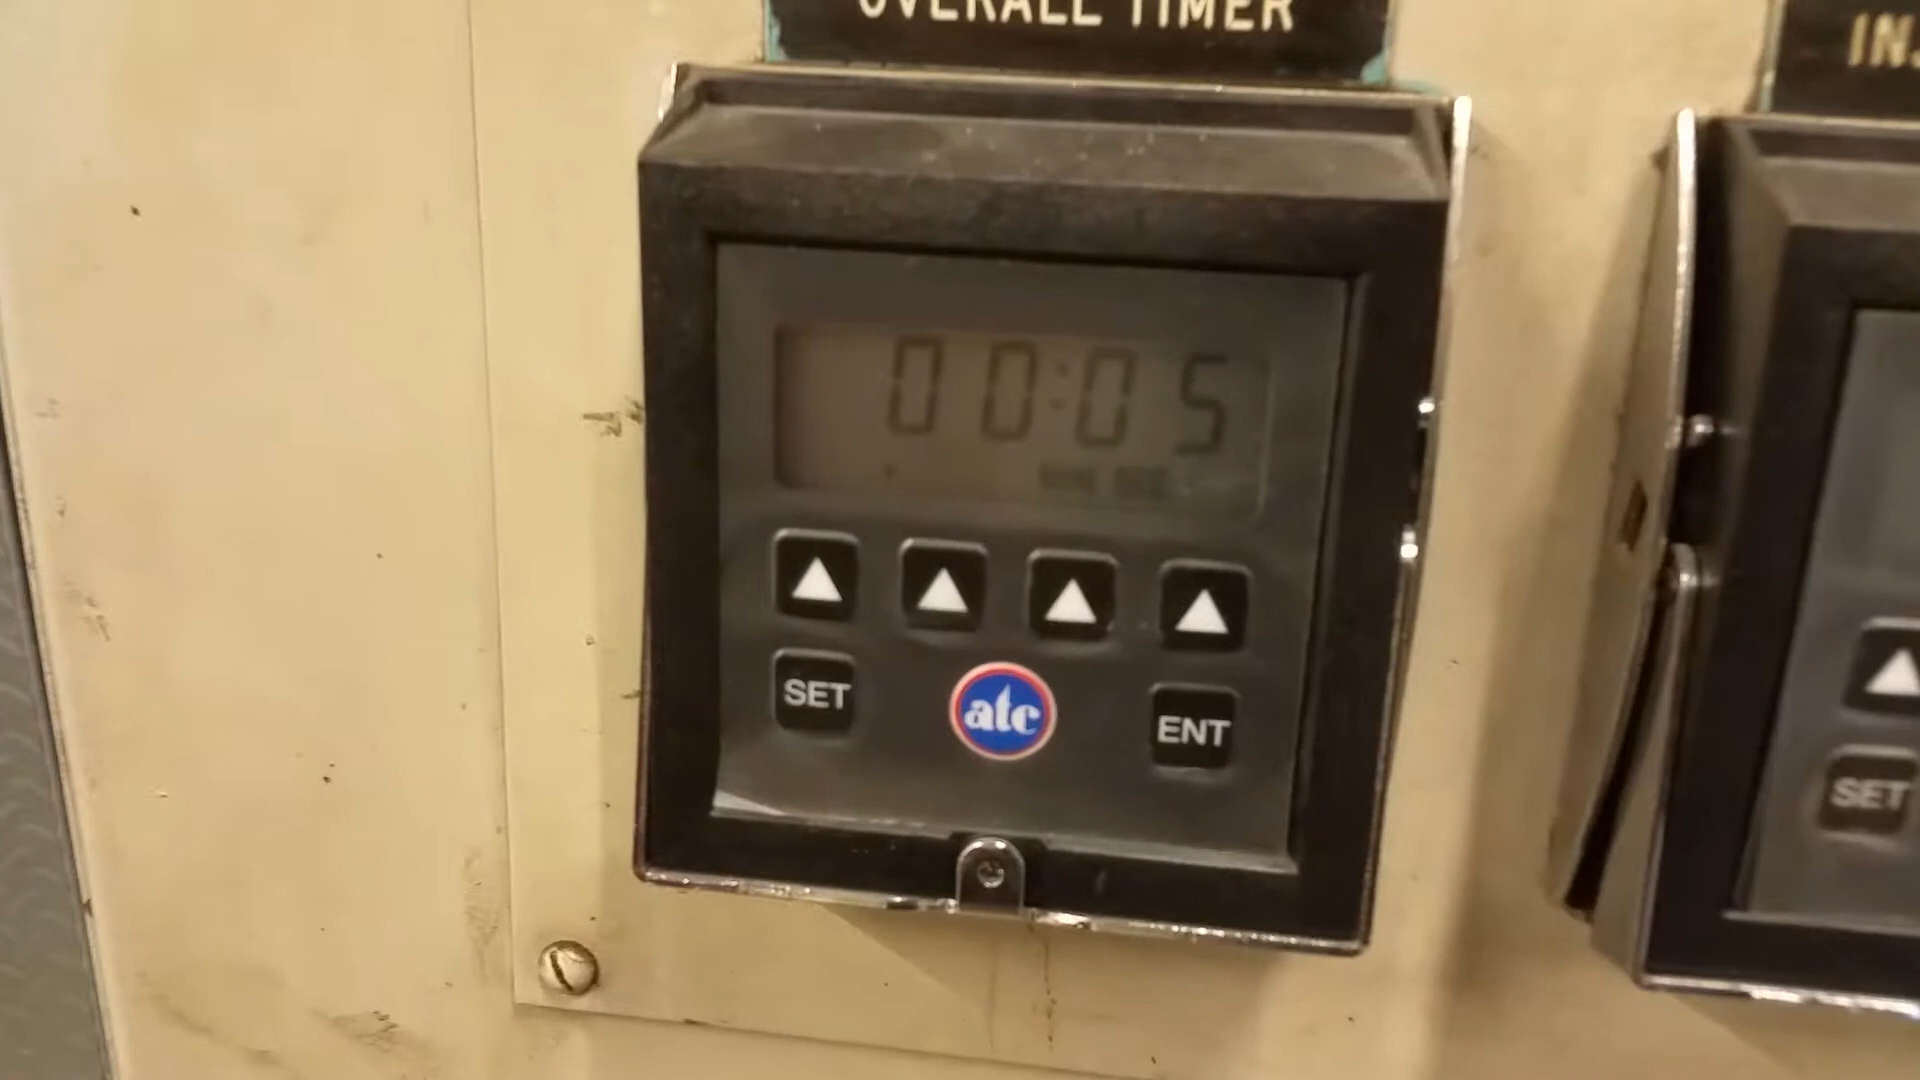 OVERALL TIMER
INJ
00:05
SET
atc
ENT
SET